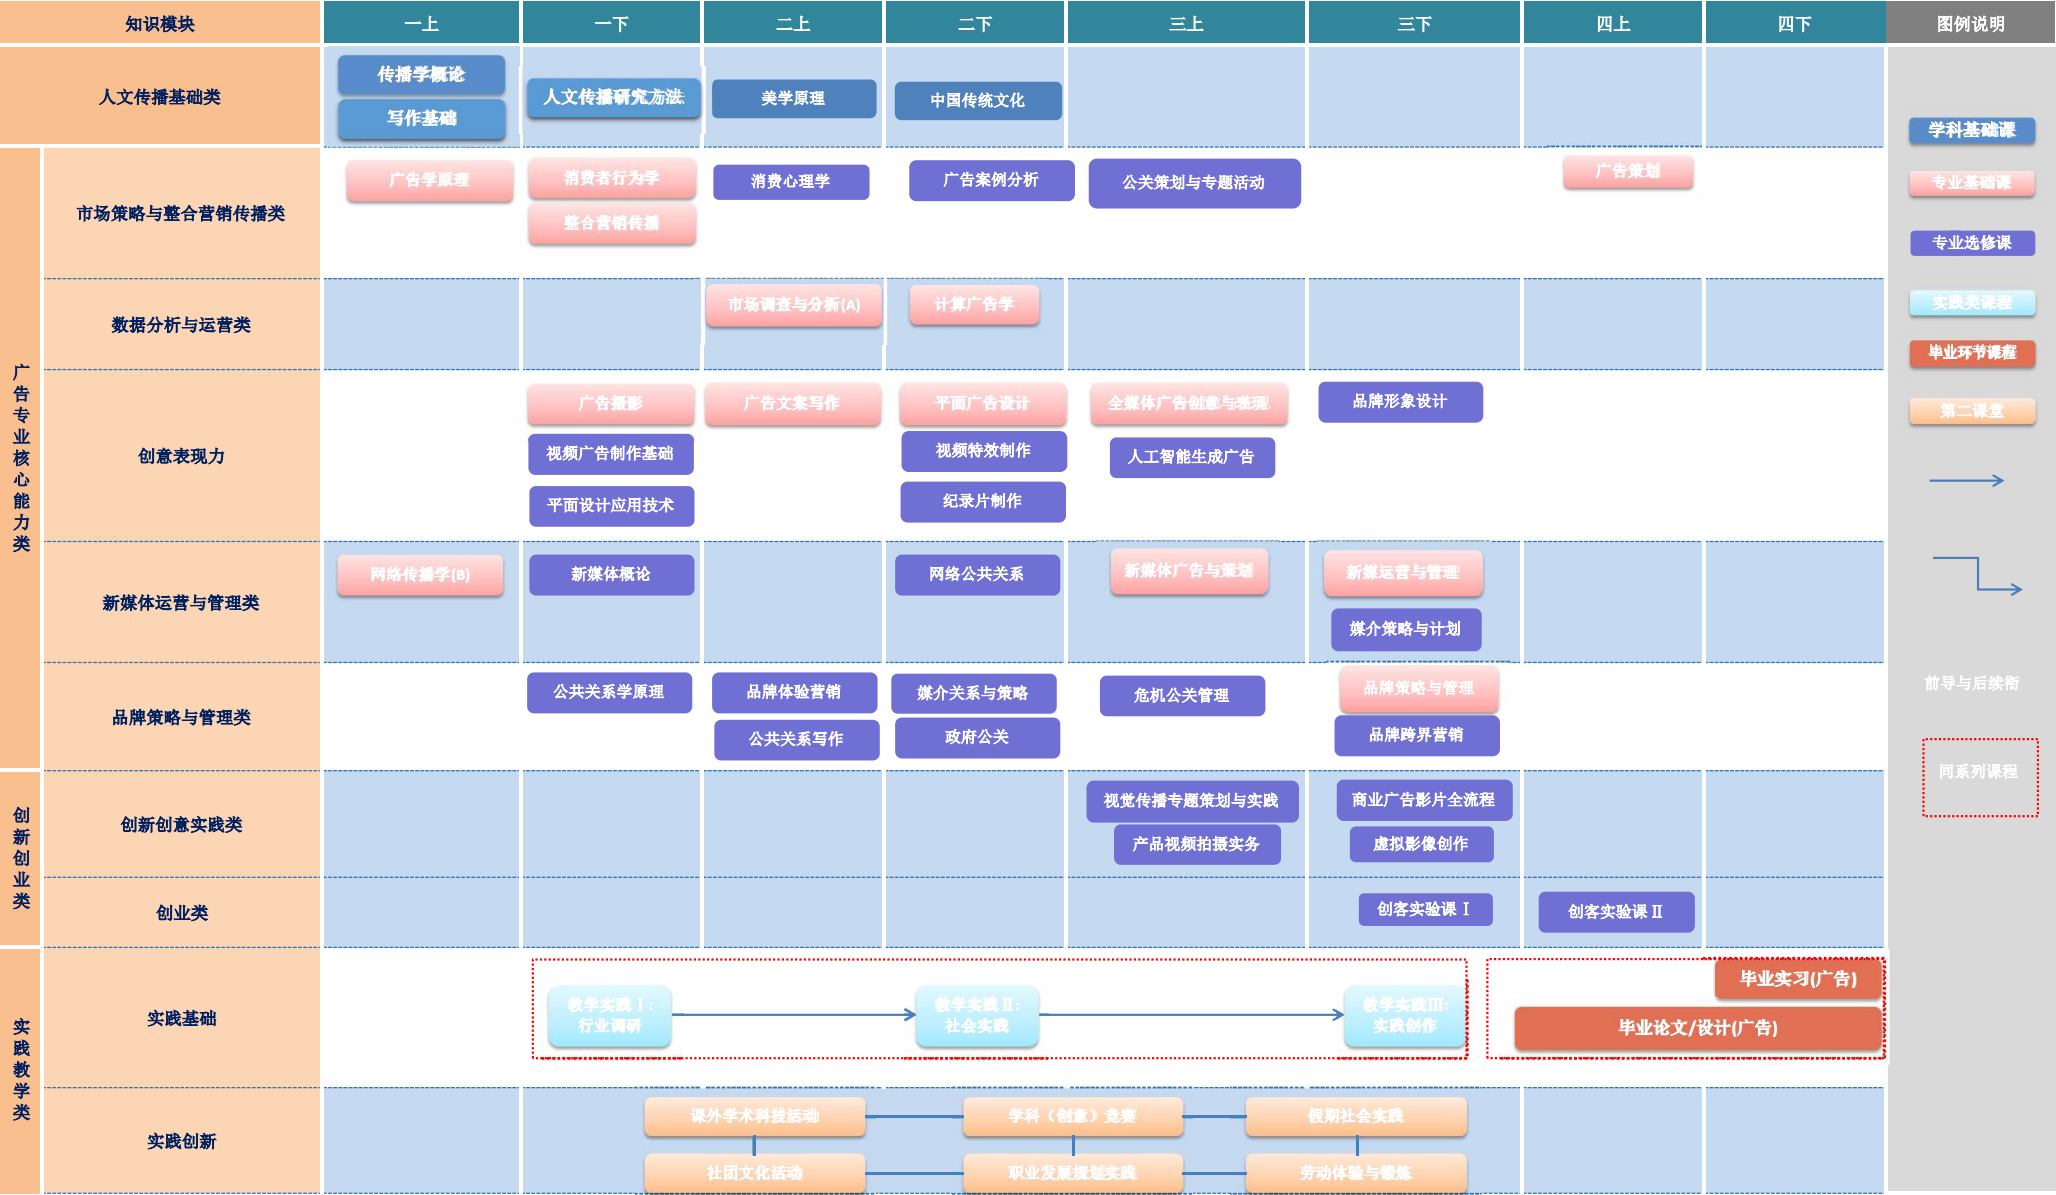 知识模块 一上 一下 二上 二下 三上 三下 四上 四下 图例说明
人文传播基础类
传播学概论
写作基础
人文传播研究方法
美学原理
中国传统文化
广告专业核心能力类
市场策略与整合营销传播类
广告学原理
消费者行为学
整合营销传播
消费心理学
广告案例分析
公关策划与专题活动
广告策划
数据分析与运营类
市场调查与分析(A)
计算广告学
创意表现力
广告摄影
视频广告制作基础
平面设计应用技术
广告文案写作
平面广告设计
视频特效制作
纪录片制作
全媒体广告创意与表现
人工智能生成广告
品牌形象设计
新媒体运营与管理类
网络传播学(B)
新媒体概论
网络公共关系
新媒体广告与策划
新媒运营与管理
媒介策略与计划
品牌策略与管理类
公共关系学原理
品牌体验营销
公共关系写作
媒介关系与策略
政府公关
危机公关管理
品牌策略与管理
品牌跨界营销
创新创业类
创新创意实践类
视觉传播专题策划与实践
产品视频拍摄实务
商业广告影片全流程
虚拟影像创作
创业类
创客实验课 I
创客实验课 II
实践教学类
实践基础
教学实践 I :
行业调研
教学实践 II:
社会实践
教学实践III:
实践创作
毕业实习(广告)
毕业论文/设计(广告)
实践创新
课外学术科技活动
学科（创意）竞赛
假期社会实践
社团文化活动
职业发展规划实践
劳动体验与锻炼
学科基础课
专业基础课
专业选修课
实践类课程
毕业环节课程
第二课堂
前导与后续衔
同系列课程